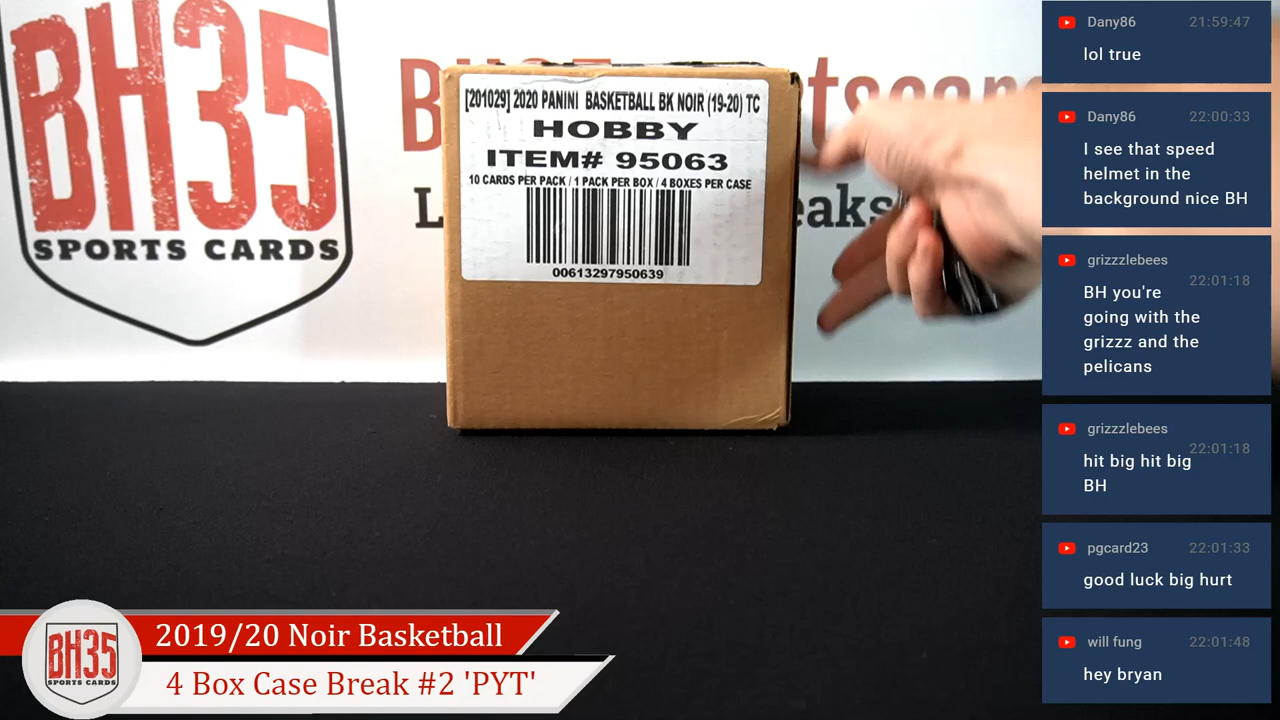 BH35
SPORTS CARDS
[201029] 2020 PANINI BASKETBALL BK NOIR (19-20) TC
HOBBY
ITEM# 95063
10 CARDS PER PACK / 1 PACK PER BOX / 4 BOXES PER CASE
00613297950639
Dany86 21:59:47
lol true
Dany86 22:00:33
I see that speed
helmet in the
background nice BH
grizzzlebees 22:01:18
BH you're
going with the
grizzz and the
pelicans
grizzzlebees 22:01:18
hit big hit big
BH
pgcard23 22:01:33
good luck big hurt
will fung 22:01:48
hey bryan
BH35
SPORTS CARDS
2019/20 Noir Basketball
4 Box Case Break #2 'PYT'